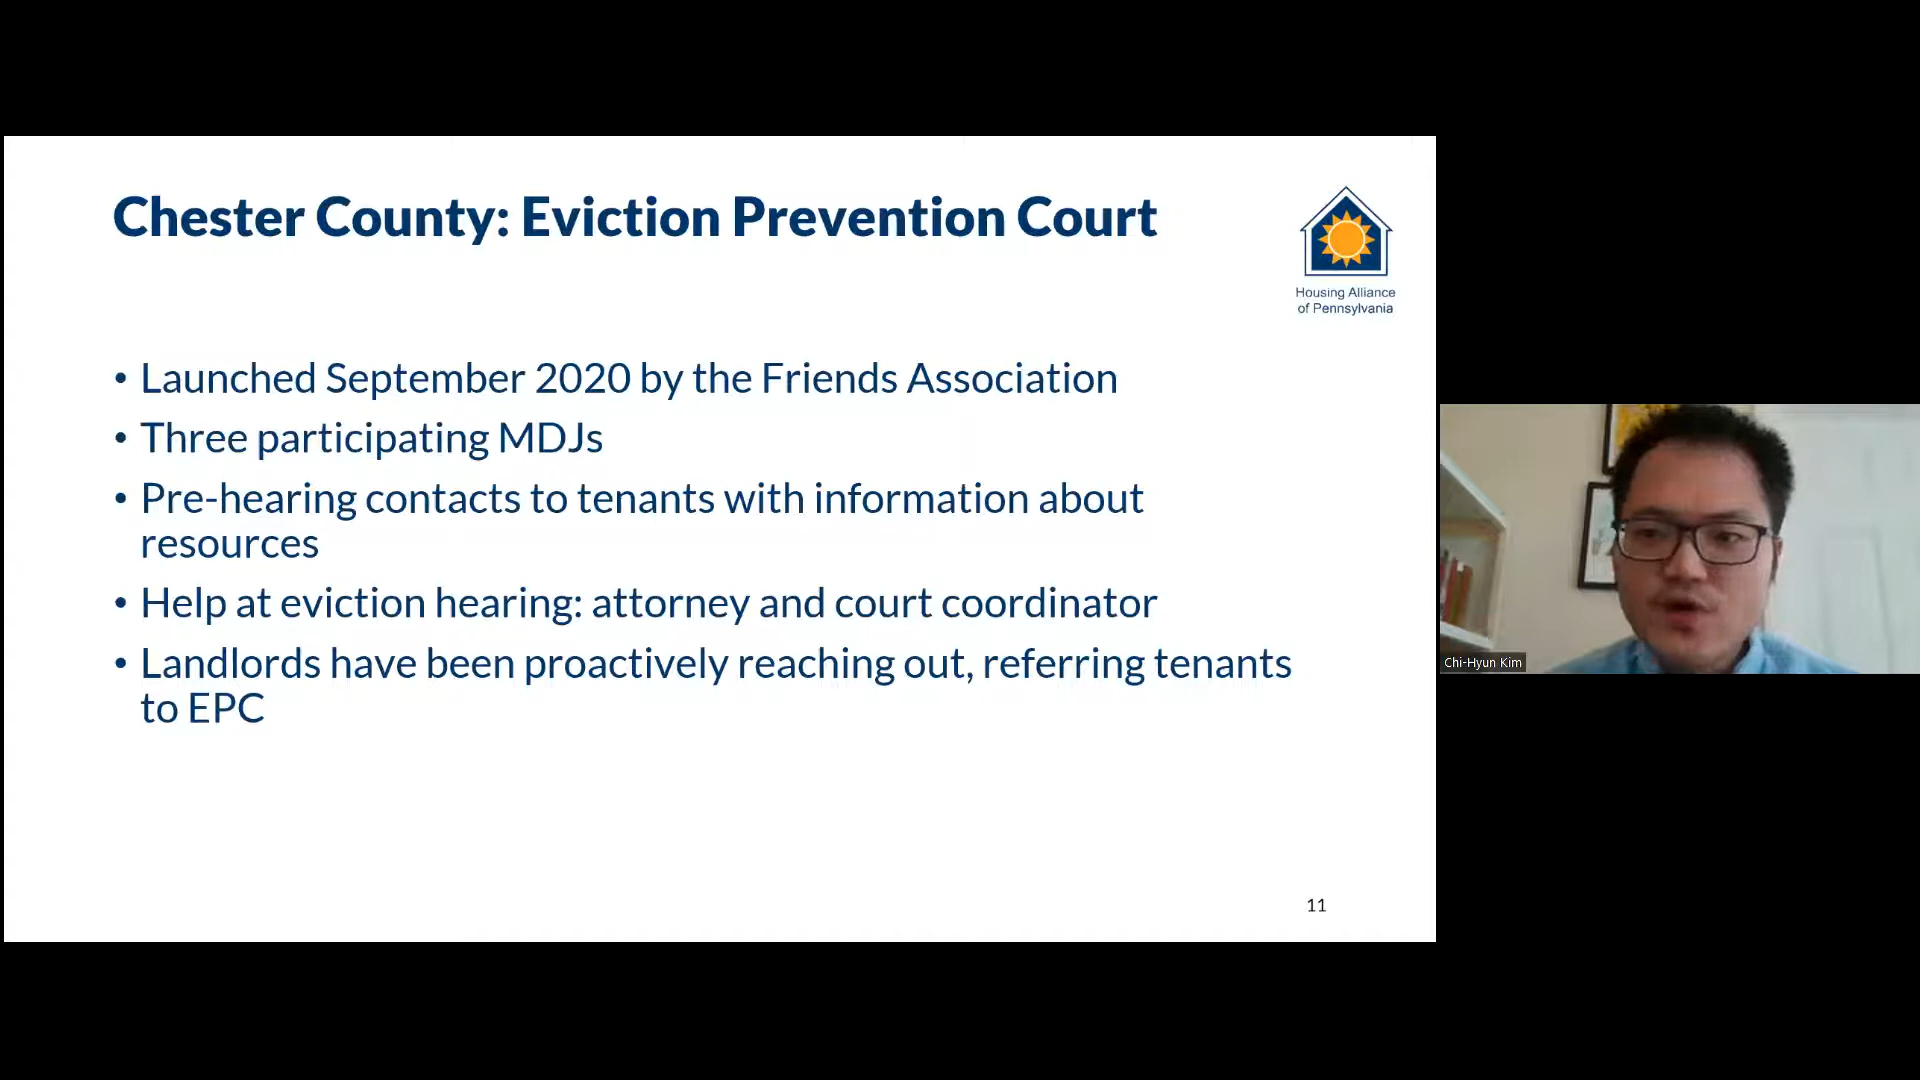 Chester County: Eviction Prevention Court
Housing Alliance
of Pennsylvania
• Launched September 2020 by the Friends Association
• Three participating MDJs
• Pre-hearing contacts to tenants with information about
resources
• Help at eviction hearing: attorney and court coordinator
• Landlords have been proactively reaching out, referring tenants
to EPC
Chi-Hyun Kim
11